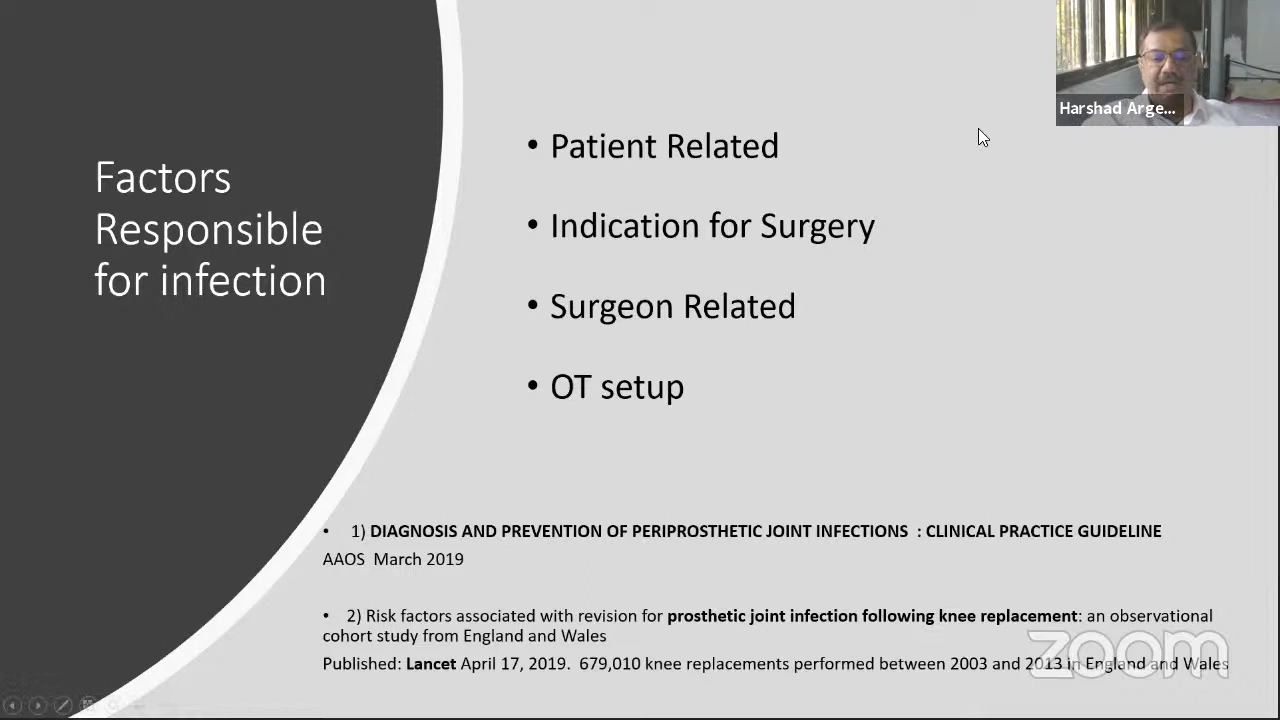 Harshad Arge...
Factors
Responsible
for infection
• Patient Related
• Indication for Surgery
• Surgeon Related
• OT setup
• 1) DIAGNOSIS AND PREVENTION OF PERIPROSTHETIC JOINT INFECTIONS : CLINICAL PRACTICE GUIDELINE
AAOS March 2019
• 2) Risk factors associated with revision for prosthetic joint infection following knee replacement: an observational
cohort study from England and Wales
Published: Lancet April 17, 2019. 679,010 knee replacements performed between 2003 and 2013 in England and Wales
zoom